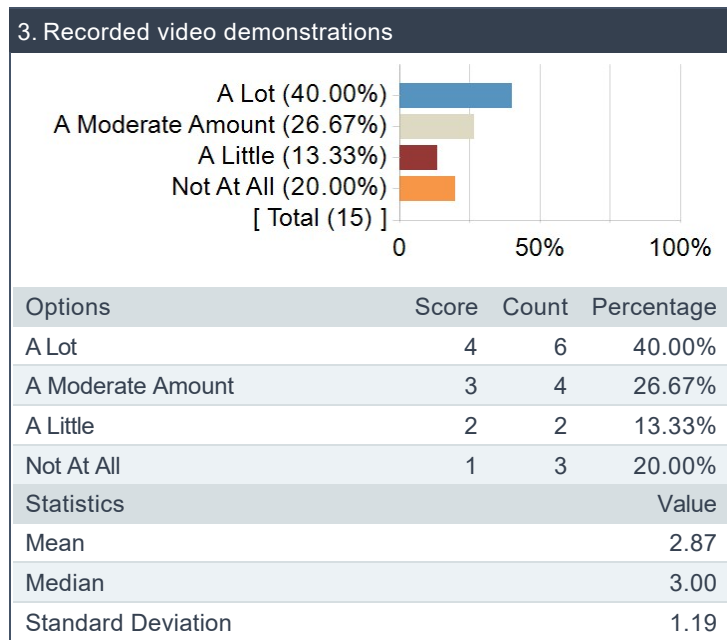 3. Recorded video demonstrations
A Lot (40.00%)
A Moderate Amount (26.67%)
A Little (13.33%)
Not At All (20.00%)
[ Total (15) ]
0 50% 100%
Options Score Count Percentage
A Lot 4 6 40.00%
A Moderate Amount 3 4 26.67%
A Little 2 2 13.33%
Not At All 1 3 20.00%
Statistics Value
Mean 2.87
Median 3.00
Standard Deviation 1.19